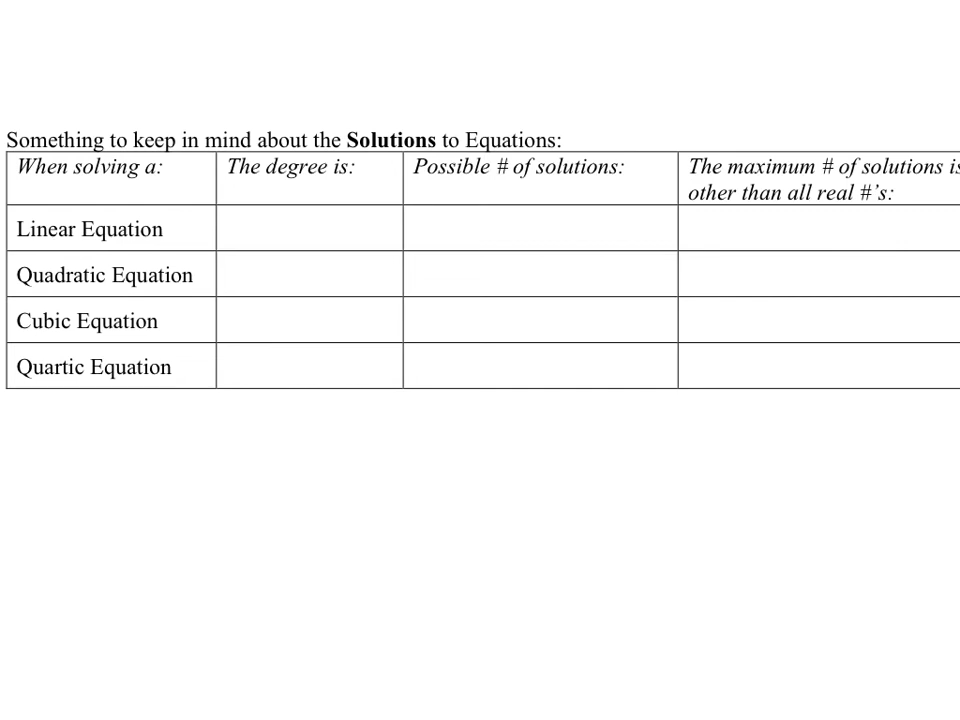 Something to keep in mind about the Solutions to Equations:
When solving a: The degree is: Possible # of solutions: The maximum # of solutions is
other than all real #’s:
Linear Equation
Quadratic Equation
Cubic Equation
Quartic Equation